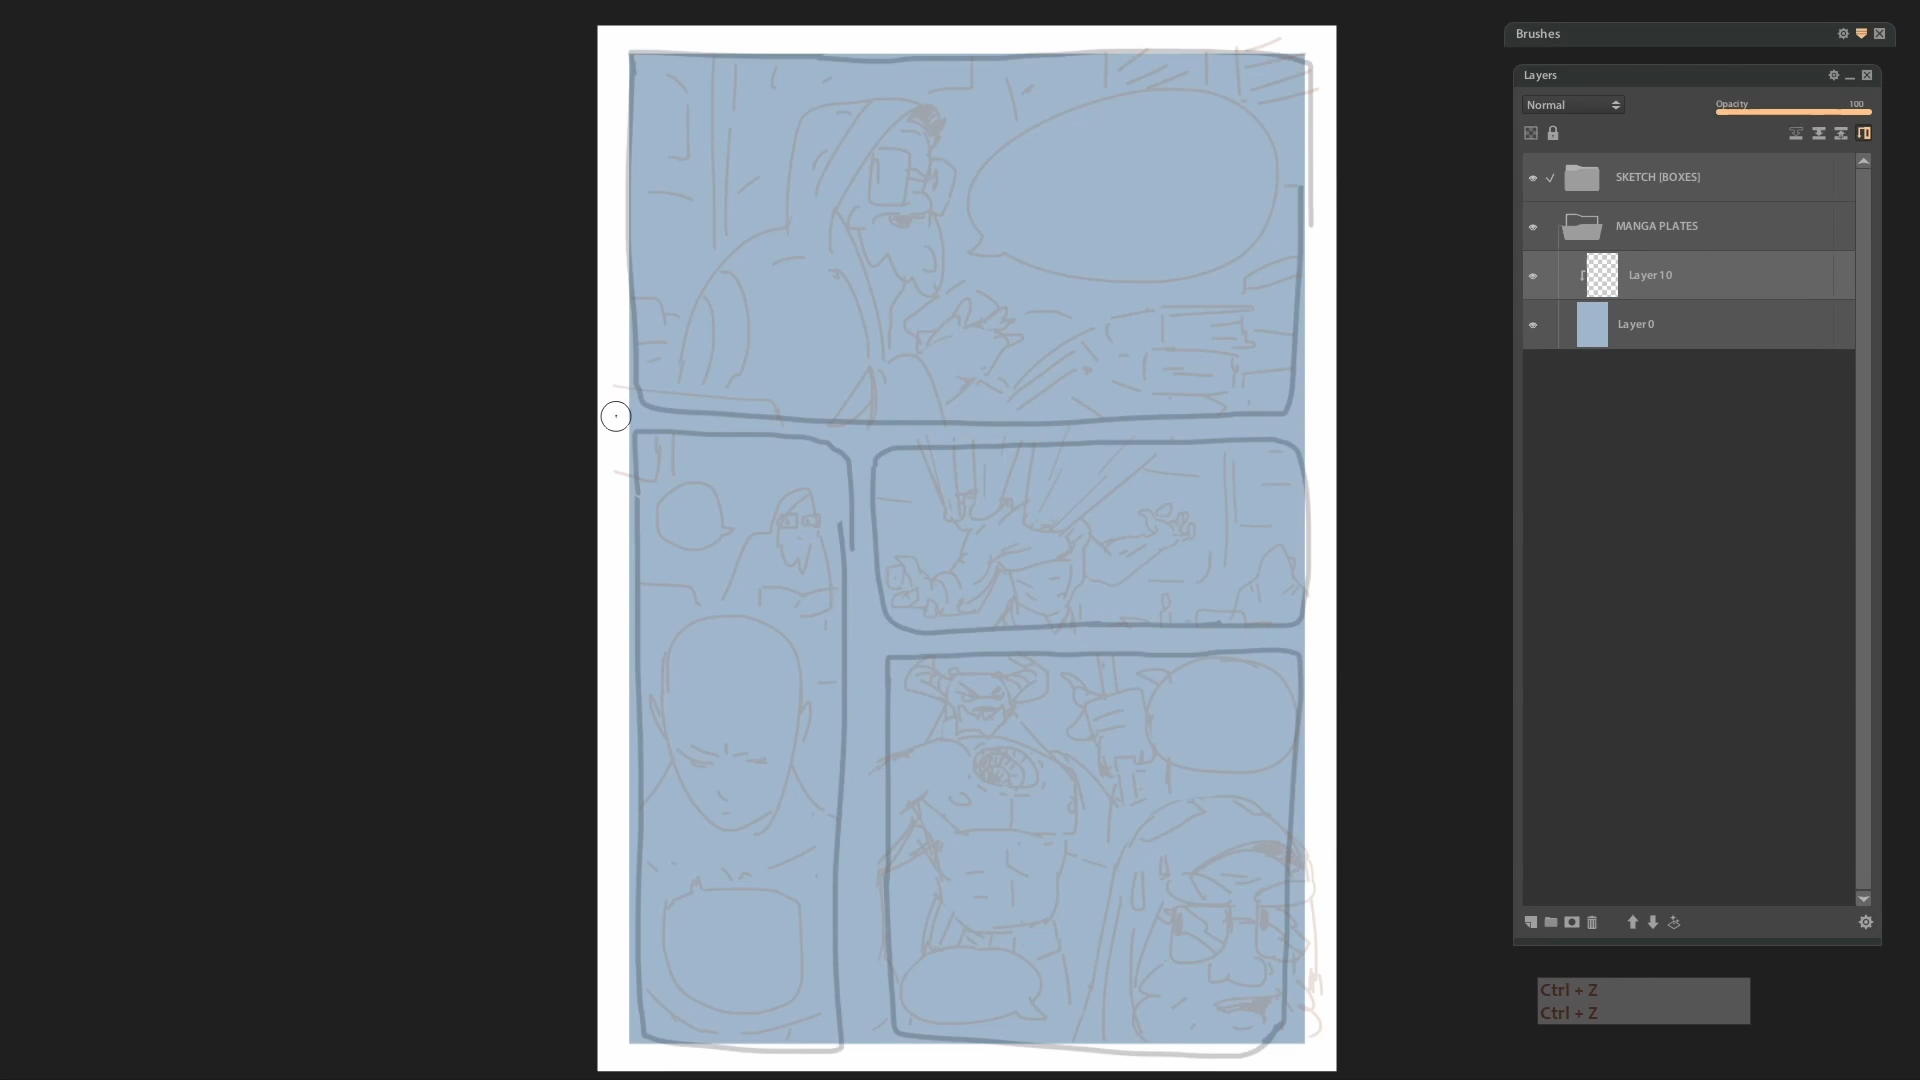 Brushes
Layers
Normal
Opacity 100
SKETCH [BOXES]
MANGA PLATES
Layer 10
Layer 0
Ctrl + Z
Ctrl + Z